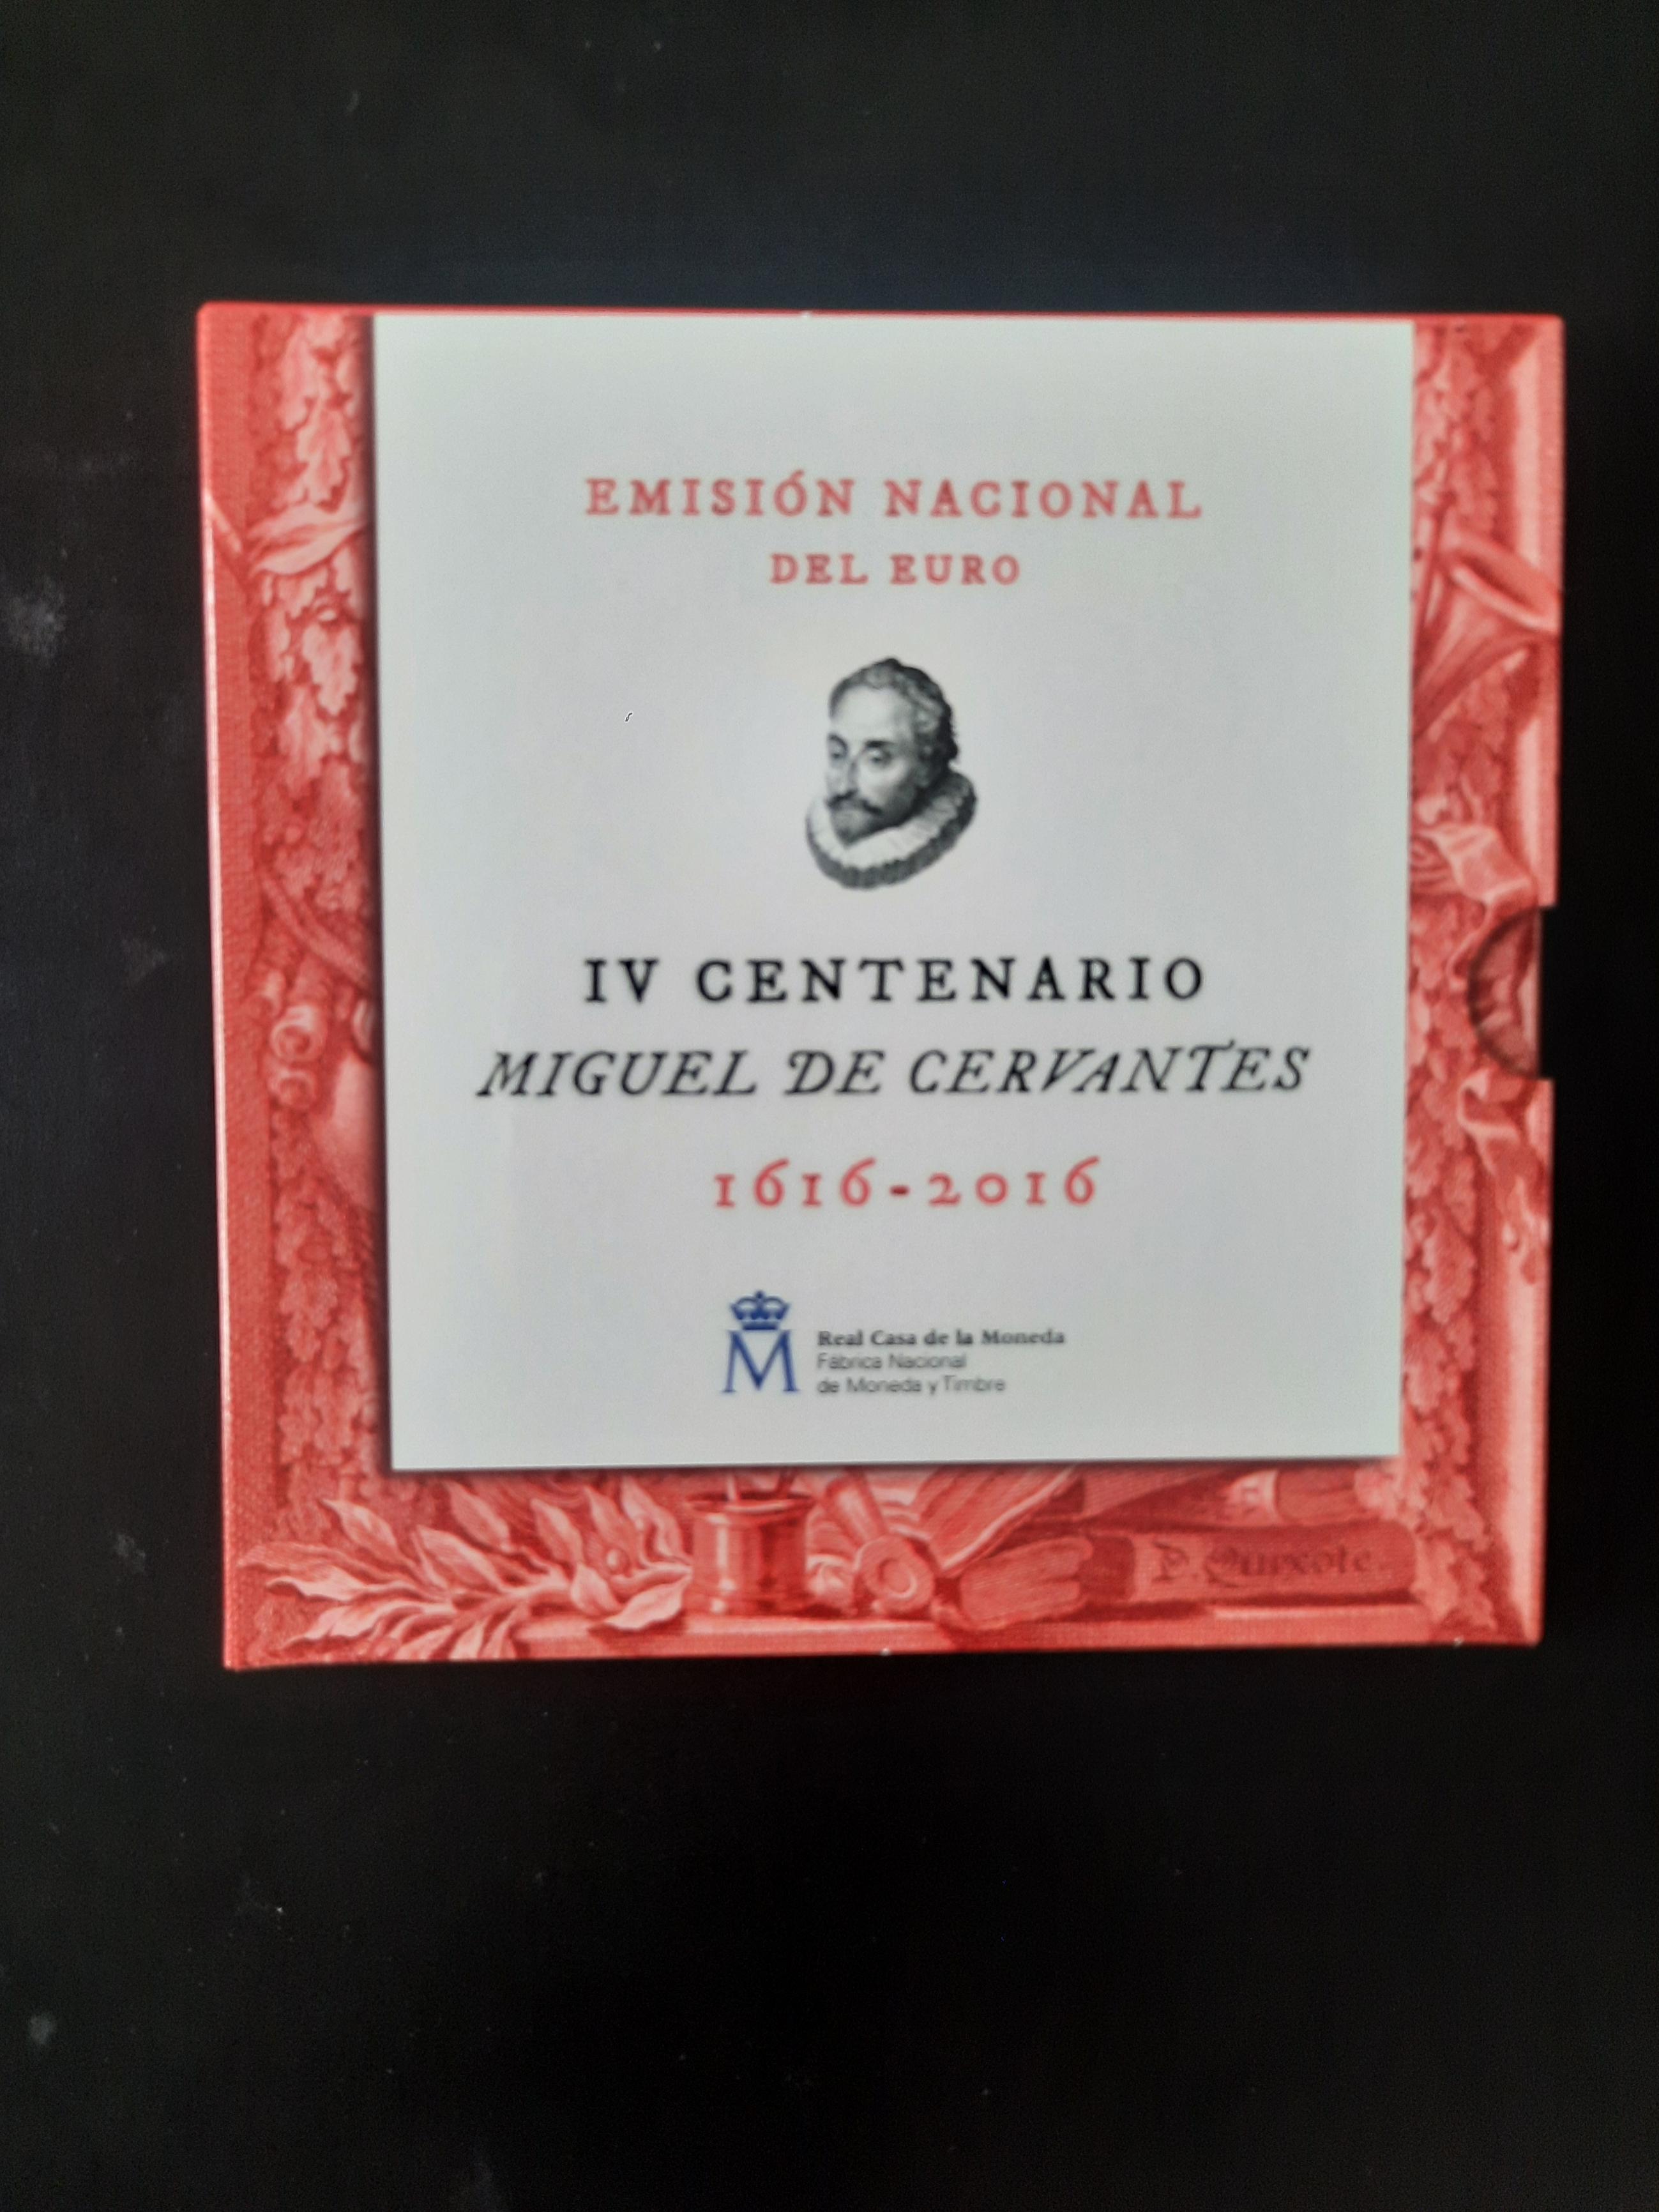 EMISIÓN NACIONAL
DEL EURO
IV CENTENARIO
MIGUEL DE CERVANTES
1616-2016
M
Real Casa de la Moneda
Fábrica Nacional
de Moneda y Timbre
D. Quixote.